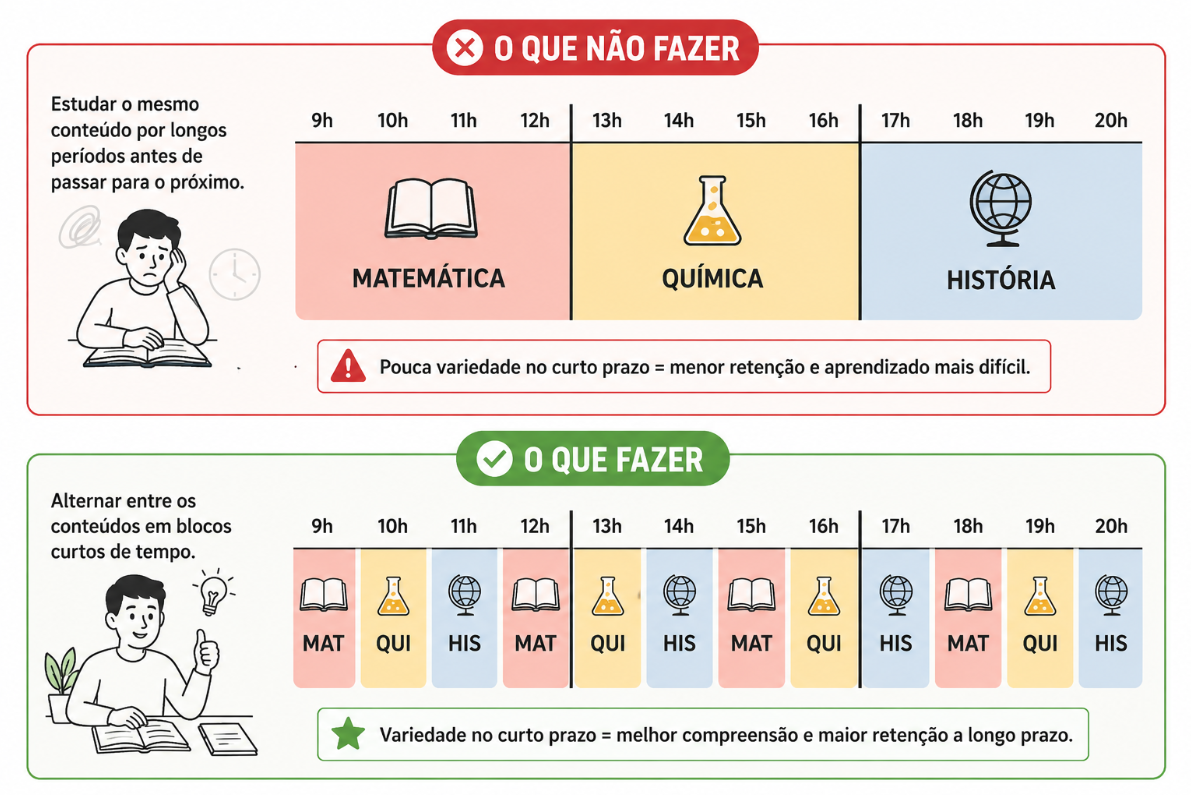 O QUE NÃO FAZER
Estudar o mesmo
conteúdo por longos
períodos antes de
passar para o próximo.
9h 10h 11h 12h 13h 14h 15h 16h 17h 18h 19h 20h
MATEMÁTICA QUÍMICA HISTÓRIA
Pouca variedade no curto prazo = menor retenção e aprendizado mais difícil.
O QUE FAZER
Alternar entre os
conteúdos em blocos
curtos de tempo.
9h 10h 11h 12h 13h 14h 15h 16h 17h 18h 19h 20h
MAT QUI HIS MAT QUI HIS MAT QUI HIS MAT QUI HIS
Variedade no curto prazo = melhor compreensão e maior retenção a longo prazo.